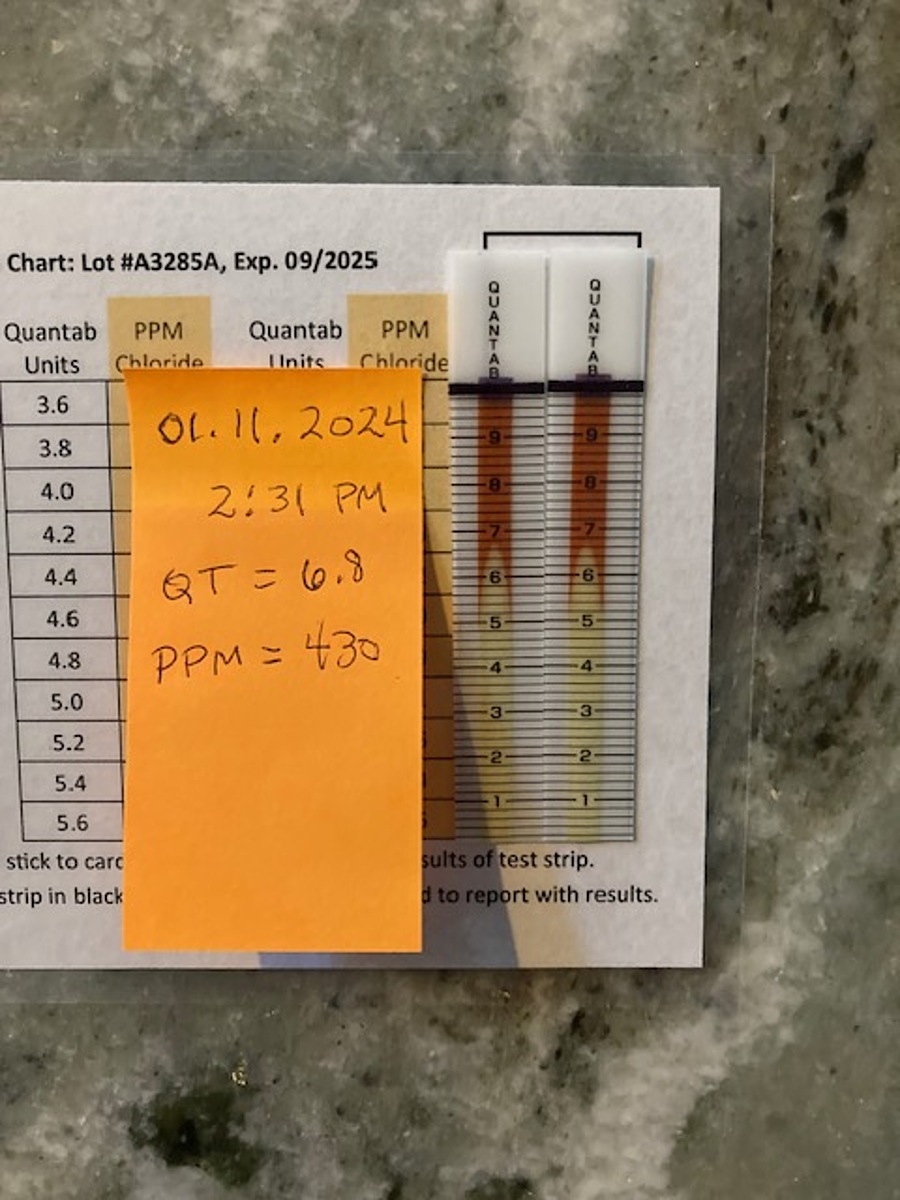 Chart: Lot #A3285A, Exp. 09/2025
Quantab Units
PPM Chloride
Quantab Units
PPM Chloride
3.6
3.8
4.0
4.2
4.4
4.6
4.8
5.0
5.2
5.4
5.6
01.11.2024
2:31 PM
QT = 6.8
PPM = 430
QUANTAB
9
8
7
6
5
4
3
2
1
QUANTAB
9
8
7
6
5
4
3
2
1
stick to card
sults of test strip.
strip in black
d to report with results.